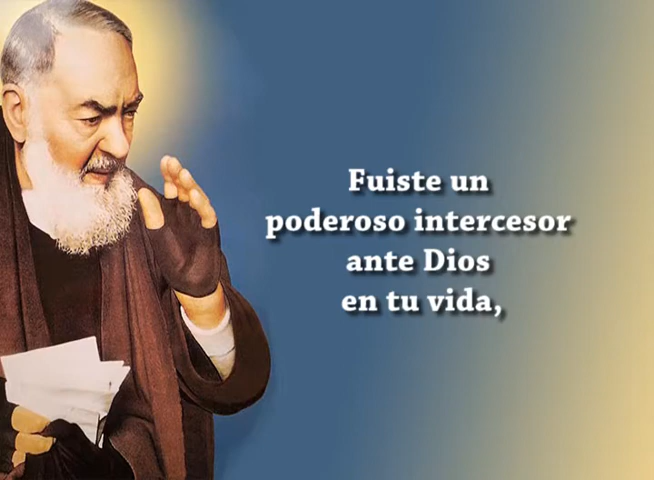 Fuiste un
poderoso intercesor
ante Dios
en tu vida,